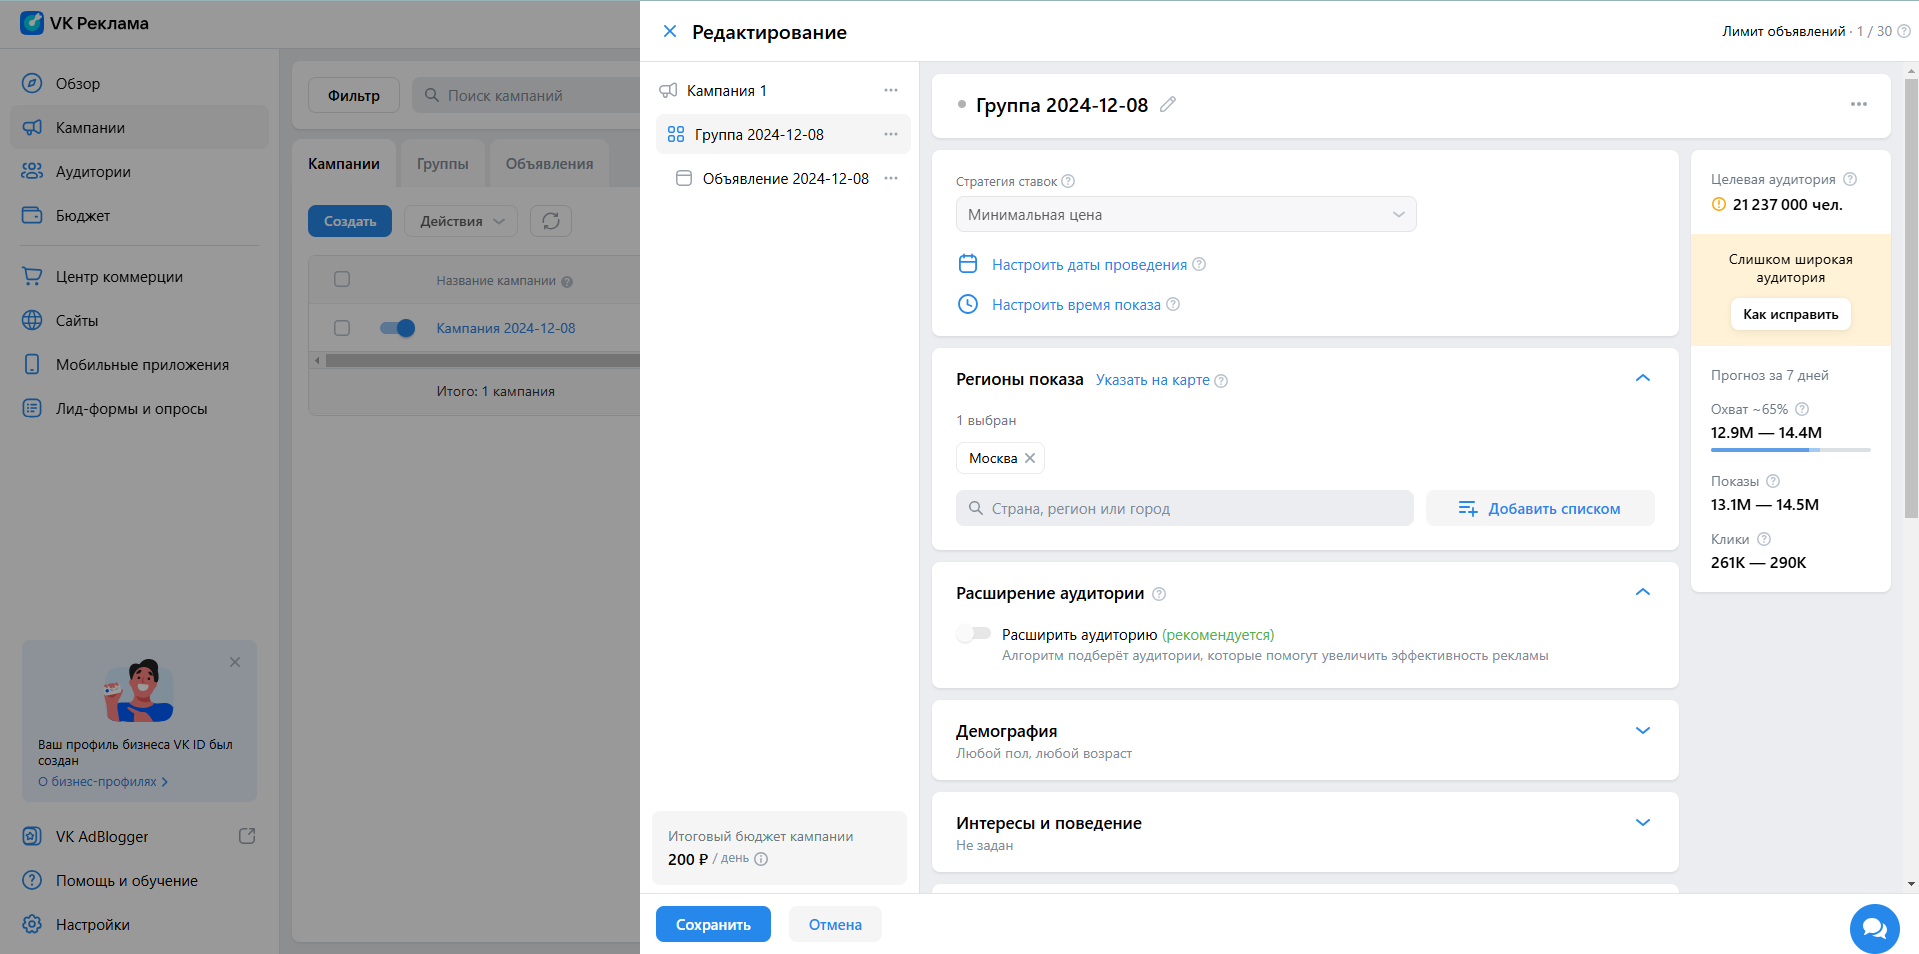 VK Реклама
Обзор
Кампании
Аудитории
Бюджет
Центр коммерции
Сайты
Мобильные приложения
Лид-формы и опросы
Ваш профиль бизнеса VK ID был
создан
О бизнес-профилях
VK AdBlogger
Помощь и обучение
Настройки
Фильтр
Поиск кампаний
Кампании
Группы
Объявления
Создать
Действия
Название кампании
Кампания 2024-12-08
Итого: 1 кампания
Редактирование
Лимит объявлений · 1 / 30
Кампания 1
Группа 2024-12-08
Объявление 2024-12-08
Итоговый бюджет кампании
200 ₽ / день
Группа 2024-12-08
Стратегия ставок
Минимальная цена
Настроить даты проведения
Настроить время показа
Регионы показа Указать на карте
1 выбран
Москва
Страна, регион или город
Добавить списком
Расширение аудитории
Расширить аудиторию (рекомендуется)
Алгоритм подберёт аудитории, которые помогут увеличить эффективность рекламы
Демография
Любой пол, любой возраст
Интересы и поведение
Не задан
Целевая аудитория
21 237 000 чел.
Слишком широкая
аудитория
Как исправить
Прогноз за 7 дней
Охват ~65%
12.9М — 14.4М
Показы
13.1М — 14.5М
Клики
261К — 290К
Сохранить
Отмена